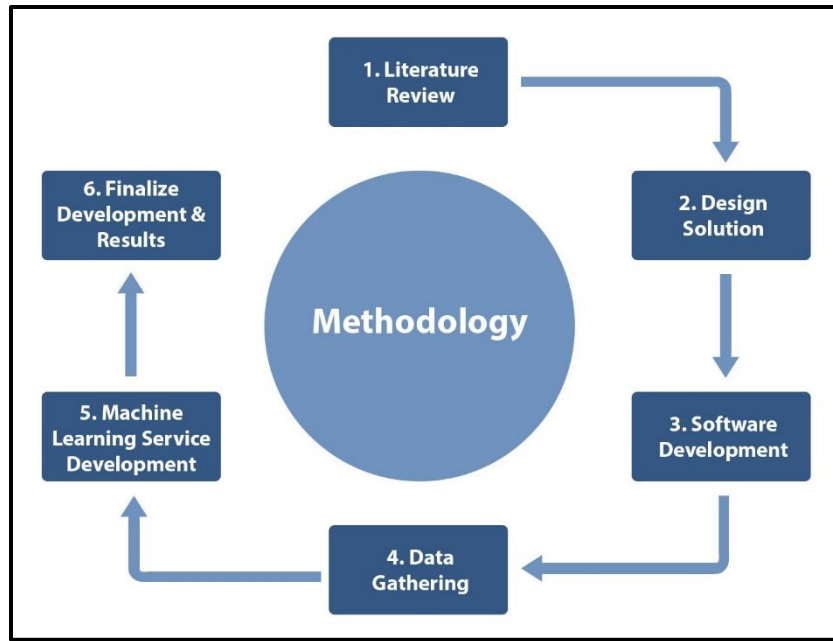 1. Literature
Review
2. Design
Solution
3. Software
Development
4. Data
Gathering
5. Machine
Learning Service
Development
6. Finalize
Development &
Results
Methodology